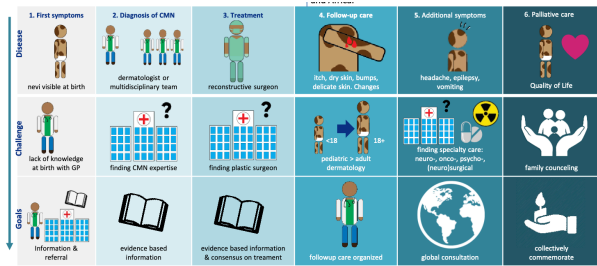 1. First symptoms
2. Diagnosis of CMN
3. Treatment
4. Follow-up care
5. Additional symptoms
6. Palliative care
Disease
nevi visible at birth
dermatologist or
multidisciplinary team
reconstructive surgeon
itch, dry skin, bumps,
delicate skin. Changes
headache, epilepsy,
vomiting
Quality of Life
Challenge
lack of knowledge
at birth with GP
?
finding CMN expertise
?
finding plastic surgeon
<18
18+
pediatric > adult
dermatology
?
finding specialty care:
neuro-, onco-, psycho-,
(neuro)surgical
family counceling
Goals
Information &
referral
evidence based
information
evidence based information
& consensus on treament
followup care organized
global consultation
collectively
commemorate